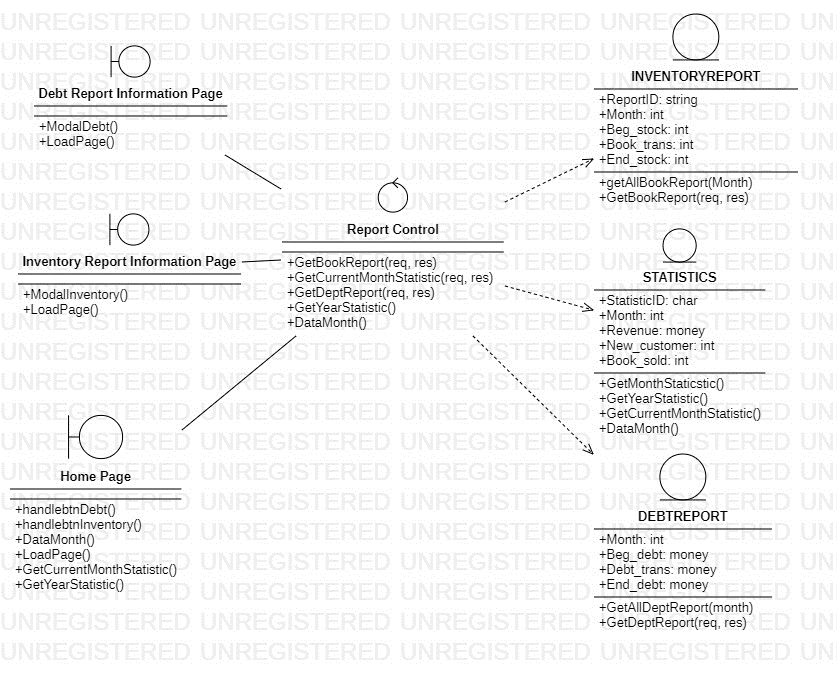 Debt Report Information Page
+ModalDebt()
+LoadPage()
Inventory Report Information Page
+ModalInventory()
+LoadPage()
Home Page
+handlebtnDebt()
+handlebtnInventory()
+DataMonth()
+LoadPage()
+GetCurrentMonthStatistic()
+GetYearStatistic()
Report Control
+GetBookReport(req, res)
+GetCurrentMonthStatistic(req, res)
+GetDeptReport(req, res)
+GetYearStatistic()
+DataMonth()
INVENTORYREPORT
+ReportID: string
+Month: int
+Beg_stock: int
+Book_trans: int
+End_stock: int
+getAllBookReport(Month)
+GetBookReport(req, res)
STATISTICS
+StatisticID: char
+Month: int
+Revenue: money
+New_customer: int
+Book_sold: int
+GetMonthStaticstic()
+GetYearStatistic()
+GetCurrentMonthStatistic()
+DataMonth()
DEBTREPORT
+Month: int
+Beg_debt: money
+Debt_trans: money
+End_debt: money
+GetAllDeptReport(month)
+GetDeptReport(req, res)
UNREGISTERED